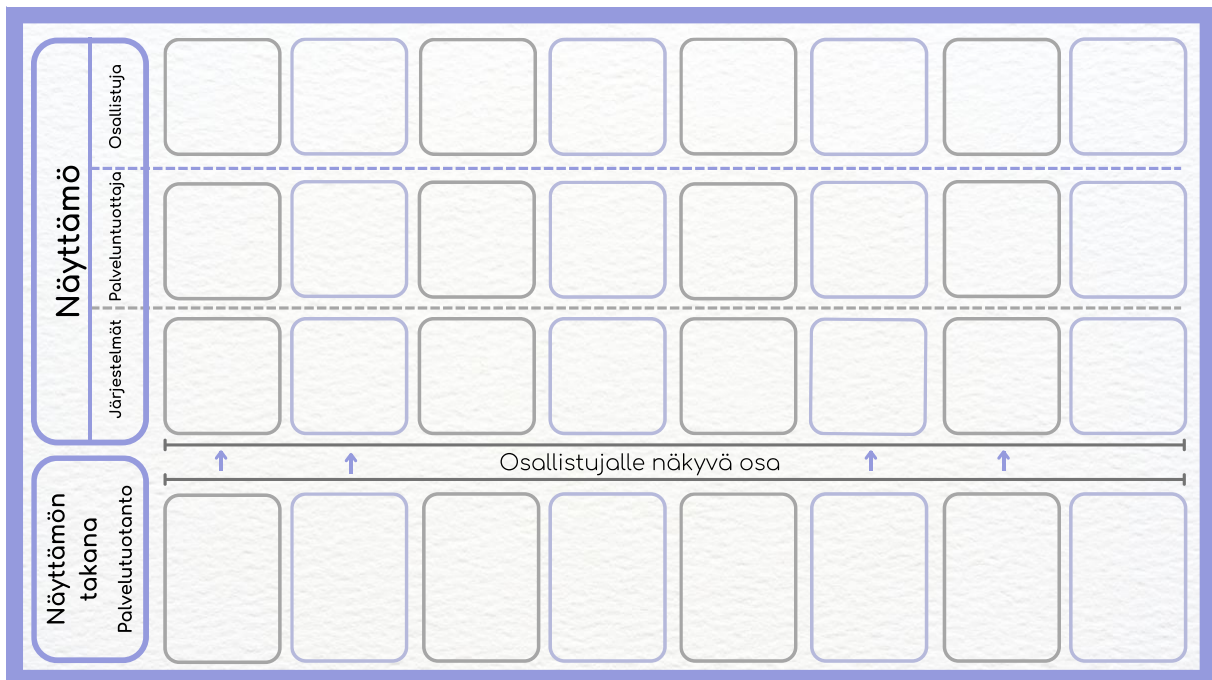 Näyttämö
Osallistuja
Palveluntuottaja
Järjestelmät
Osallistujalle näkyvä osa
Näyttämön
takana
Palvelutuotanto